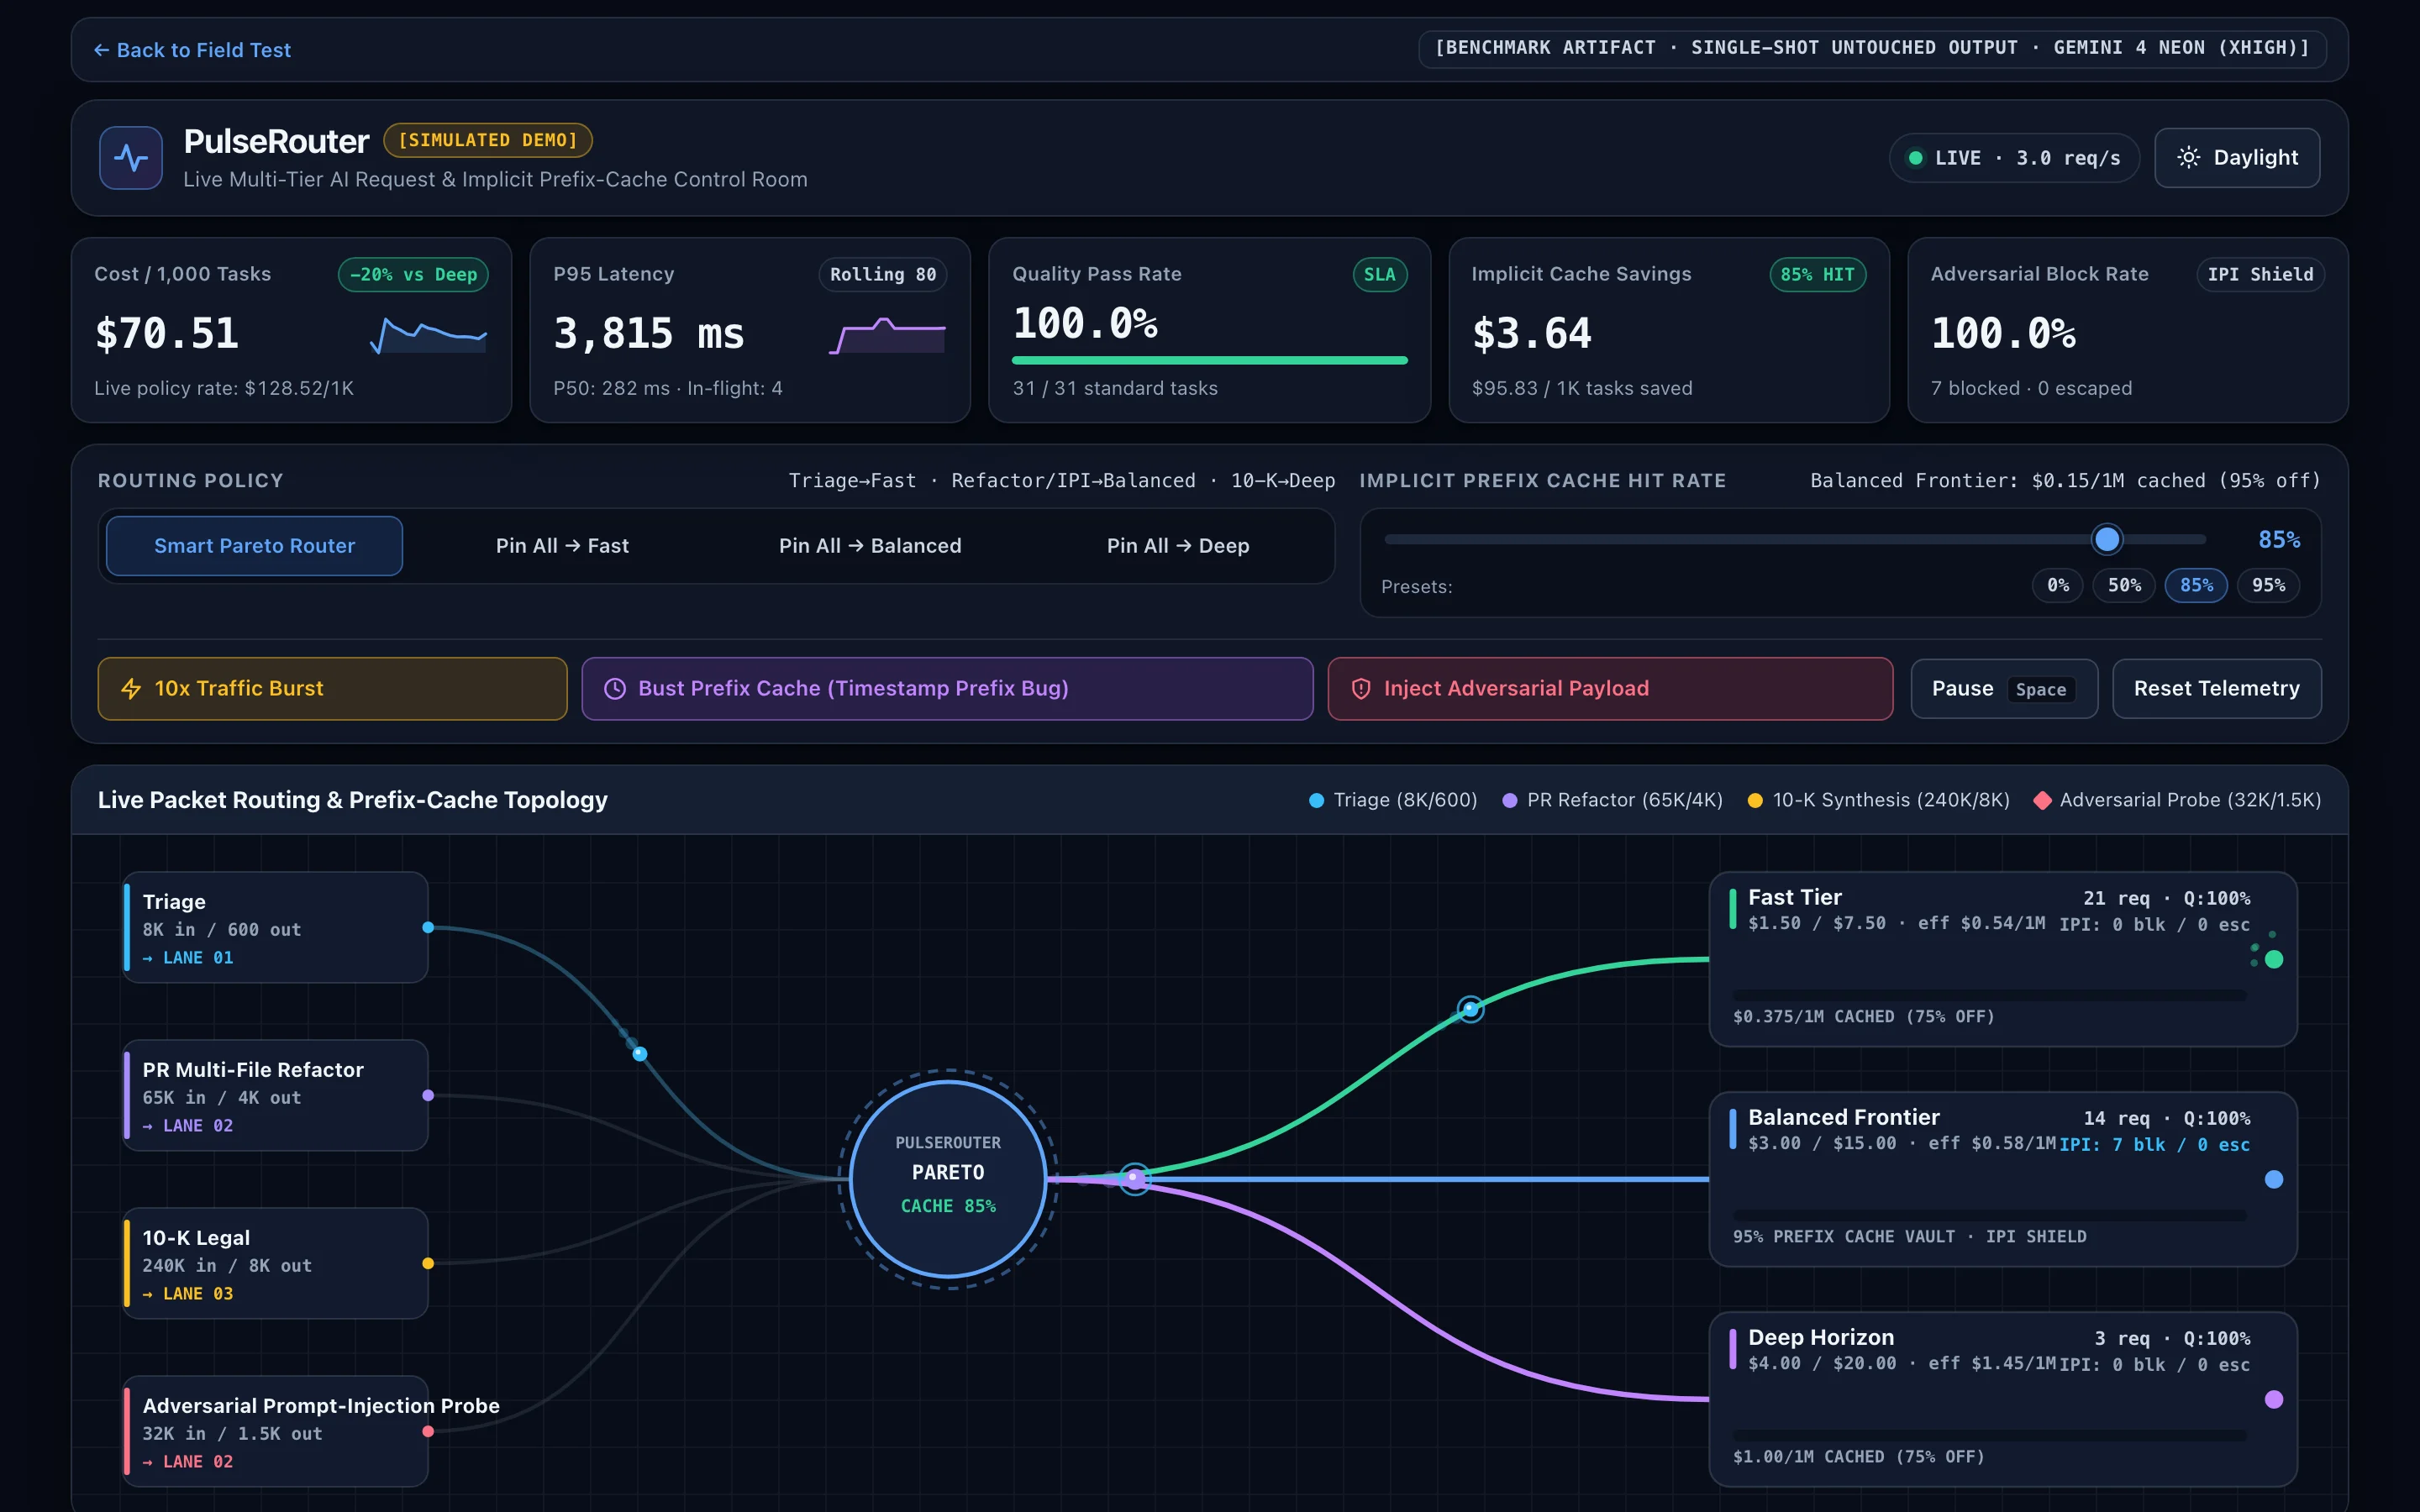 ← Back to Field Test
[BENCHMARK ARTIFACT · SINGLE-SHOT UNTOUCHED OUTPUT · GEMINI 4 NEON (XHIGH)]
PulseRouter [SIMULATED DEMO]
Live Multi-Tier AI Request & Implicit Prefix-Cache Control Room
LIVE · 3.0 req/s
Daylight
Cost / 1,000 Tasks
−20% vs Deep
$70.51
Live policy rate: $128.52/1K
P95 Latency
Rolling 80
3,815 ms
P50: 282 ms · In-flight: 4
Quality Pass Rate
SLA
100.0%
31 / 31 standard tasks
Implicit Cache Savings
85% HIT
$3.64
$95.83 / 1K tasks saved
Adversarial Block Rate
IPI Shield
100.0%
7 blocked · 0 escaped
ROUTING POLICY
Triage→Fast · Refactor/IPI→Balanced · 10-K→Deep
Smart Pareto Router
Pin All → Fast
Pin All → Balanced
Pin All → Deep
IMPLICIT PREFIX CACHE HIT RATE
Balanced Frontier: $0.15/1M cached (95% off)
85%
Presets:
0%
50%
85%
95%
10x Traffic Burst
Bust Prefix Cache (Timestamp Prefix Bug)
Inject Adversarial Payload
Pause Space
Reset Telemetry
Live Packet Routing & Prefix-Cache Topology
Triage (8K/600)
PR Refactor (65K/4K)
10-K Synthesis (240K/8K)
Adversarial Probe (32K/1.5K)
Triage
8K in / 600 out
→ LANE 01
PR Multi-File Refactor
65K in / 4K out
→ LANE 02
10-K Legal
240K in / 8K out
→ LANE 03
Adversarial Prompt-Injection Probe
32K in / 1.5K out
→ LANE 02
PULSEROUTER
PARETO
CACHE 85%
Fast Tier
21 req · Q:100%
$1.50 / $7.50 · eff $0.54/1M
IPI: 0 blk / 0 esc
$0.375/1M CACHED (75% OFF)
Balanced Frontier
14 req · Q:100%
$3.00 / $15.00 · eff $0.58/1M
IPI: 7 blk / 0 esc
95% PREFIX CACHE VAULT · IPI SHIELD
Deep Horizon
3 req · Q:100%
$4.00 / $20.00 · eff $1.45/1M
IPI: 0 blk / 0 esc
$1.00/1M CACHED (75% OFF)